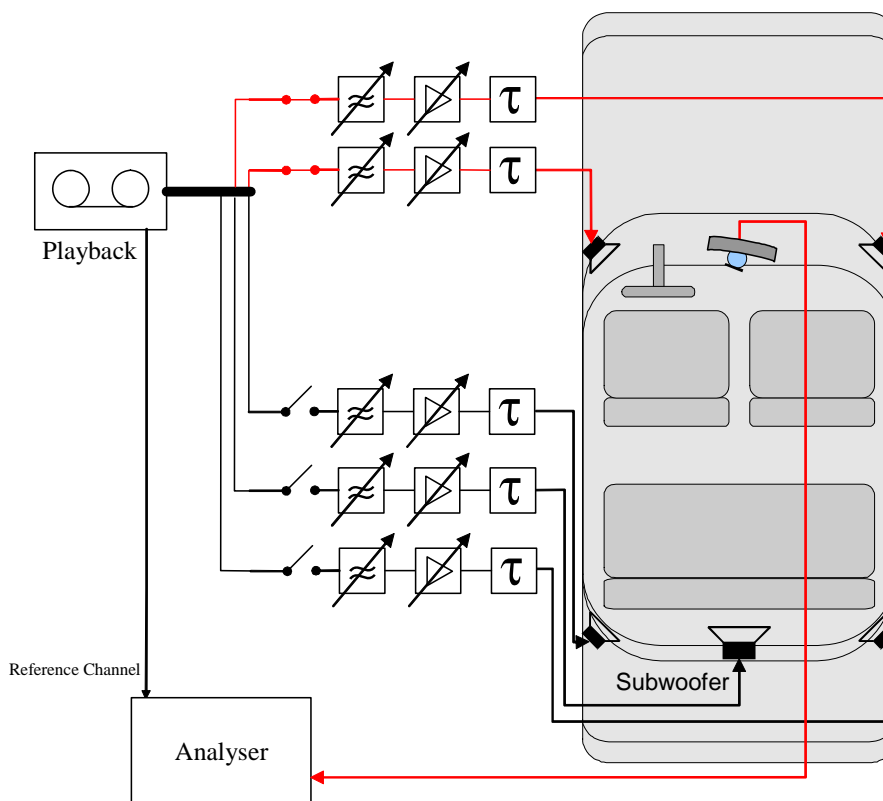 τ
τ
Playback
τ
τ
τ
Reference Channel
Subwoofer
Analyser